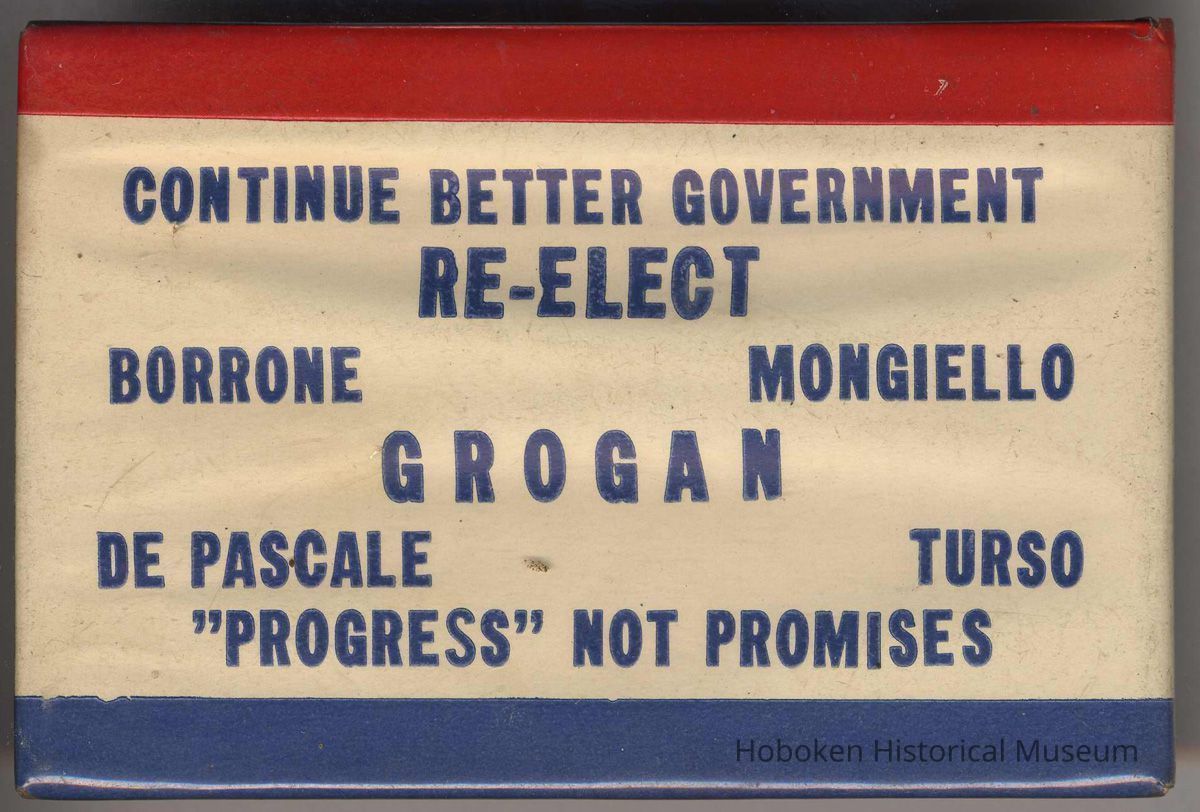 CONTINUE BETTER GOVERNMENT
RE-ELECT
BORRONE MONGIELLO
GROGAN
DE PASCALE TURSO
”PROGRESS” NOT PROMISES
Hoboken Historical Museum